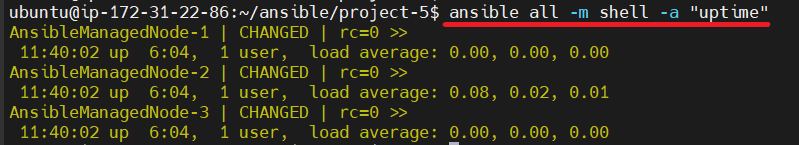 ubuntu@ip-172-31-22-86:~/ansible/project-5$ ansible all -m shell -a "uptime"
AnsibleManagedNode-1 | CHANGED | rc=0 >>
 11:40:02 up  6:04,  1 user,  load average: 0.00, 0.00, 0.00
AnsibleManagedNode-2 | CHANGED | rc=0 >>
 11:40:02 up  6:04,  1 user,  load average: 0.08, 0.02, 0.01
AnsibleManagedNode-3 | CHANGED | rc=0 >>
 11:40:02 up  6:04,  1 user,  load average: 0.00, 0.00, 0.00